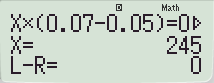 D Math
X×(0.07-0.05)=0▷
X= 245
L-R= 0